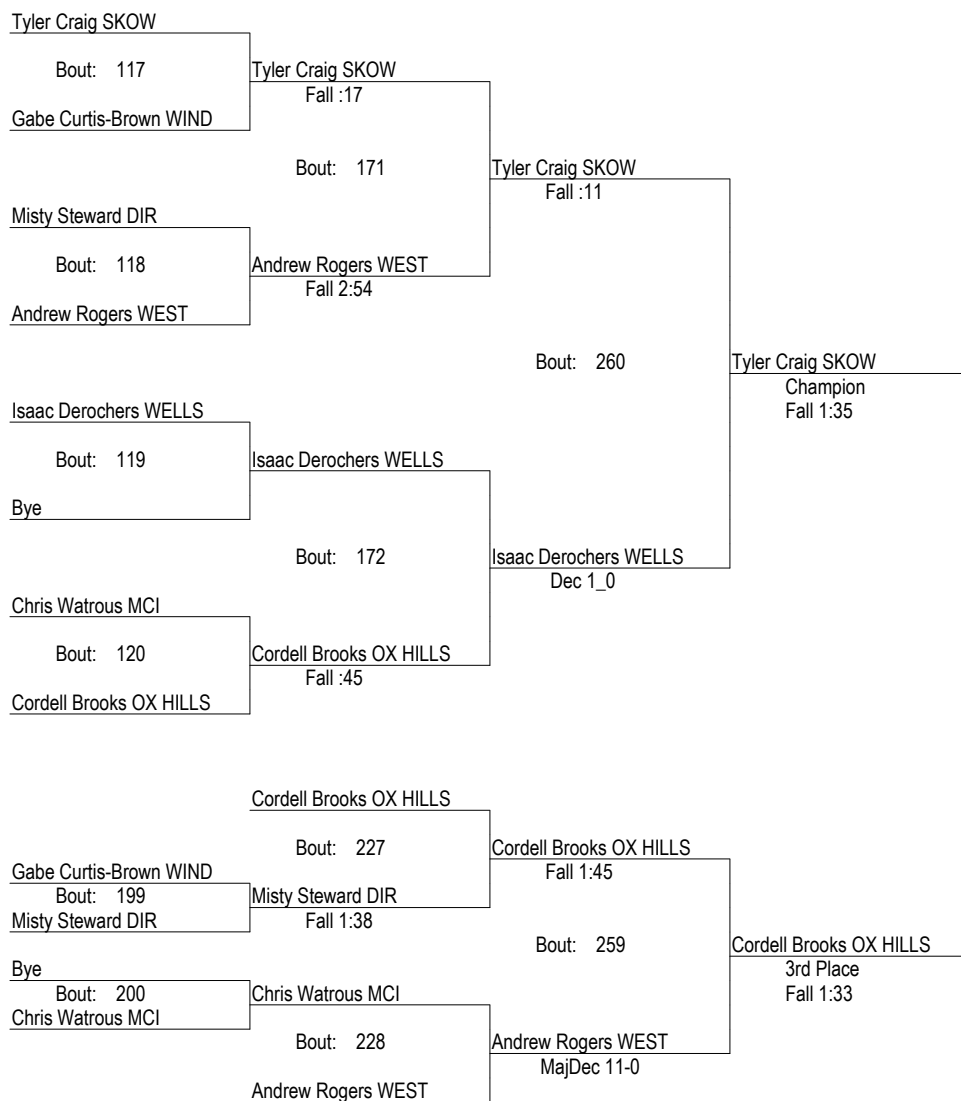 Tyler Craig SKOW
Bout: 117
Tyler Craig SKOW
Fall :17
Gabe Curtis-Brown WIND
Bout: 171
Tyler Craig SKOW
Fall :11
Misty Steward DIR
Bout: 118
Andrew Rogers WEST
Fall 2:54
Andrew Rogers WEST
Bout: 260
Tyler Craig SKOW
Champion
Fall 1:35
Isaac Derochers WELLS
Bout: 119
Isaac Derochers WELLS
Bye
Bout: 172
Isaac Derochers WELLS
Dec 1_0
Chris Watrous MCI
Bout: 120
Cordell Brooks OX HILLS
Fall :45
Cordell Brooks OX HILLS
Cordell Brooks OX HILLS
Bout: 227
Cordell Brooks OX HILLS
Fall 1:45
Gabe Curtis-Brown WIND
Bout: 199
Misty Steward DIR
Fall 1:38
Misty Steward DIR
Bout: 259
Cordell Brooks OX HILLS
3rd Place
Fall 1:33
Bye
Bout: 200
Chris Watrous MCI
Chris Watrous MCI
Bout: 228
Andrew Rogers WEST
MajDec 11-0
Andrew Rogers WEST